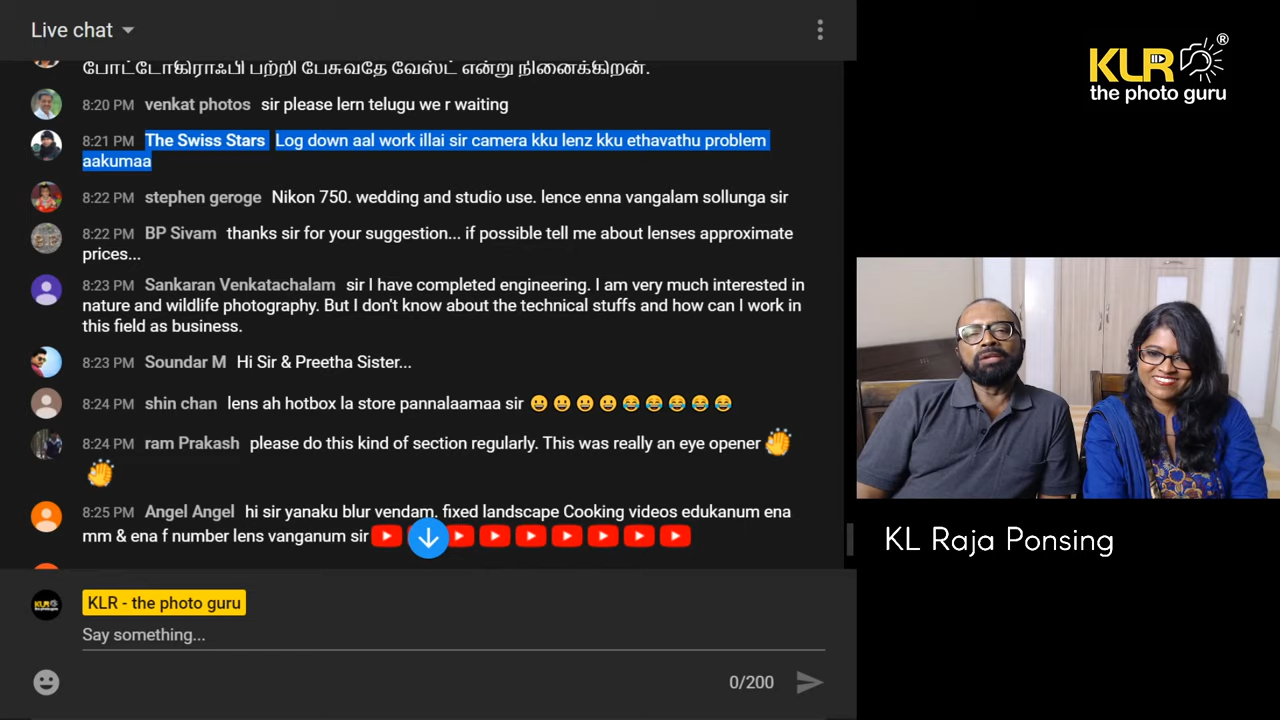 Live chat
போட்டோகிராஃபி பற்றி பேசுவதே வேஸ்ட் என்று நினைக்கிறேன்.
8:20 PM venkat photos sir please lern telugu we r waiting
8:21 PM The Swiss Stars Log down aal work illai sir camera kku lenz kku ethavathu problem
aakumaa
8:22 PM stephen geroge Nikon 750. wedding and studio use. lence enna vangalam sollunga sir
8:22 PM BP Sivam thanks sir for your suggestion... if possible tell me about lenses approximate
prices...
8:23 PM Sankaran Venkatachalam sir I have completed engineering. I am very much interested in
nature and wildlife photography. But I don't know about the technical stuffs and how can I work in
this field as business.
8:23 PM Soundar M Hi Sir & Preetha Sister...
8:24 PM shin chan lens ah hotbox la store pannalaamaa sir 😀😀😀😀😂😂😂😂😂
8:24 PM ram Prakash please do this kind of section regularly. This was really an eye opener 👏
👏
8:25 PM Angel Angel hi sir yanaku blur vendam. fixed landscape Cooking videos edukanum ena
mm & ena f number lens vanganum sir
KLR - the photo guru
Say something...
0/200
KLR
the photo guru
®
KL Raja Ponsing